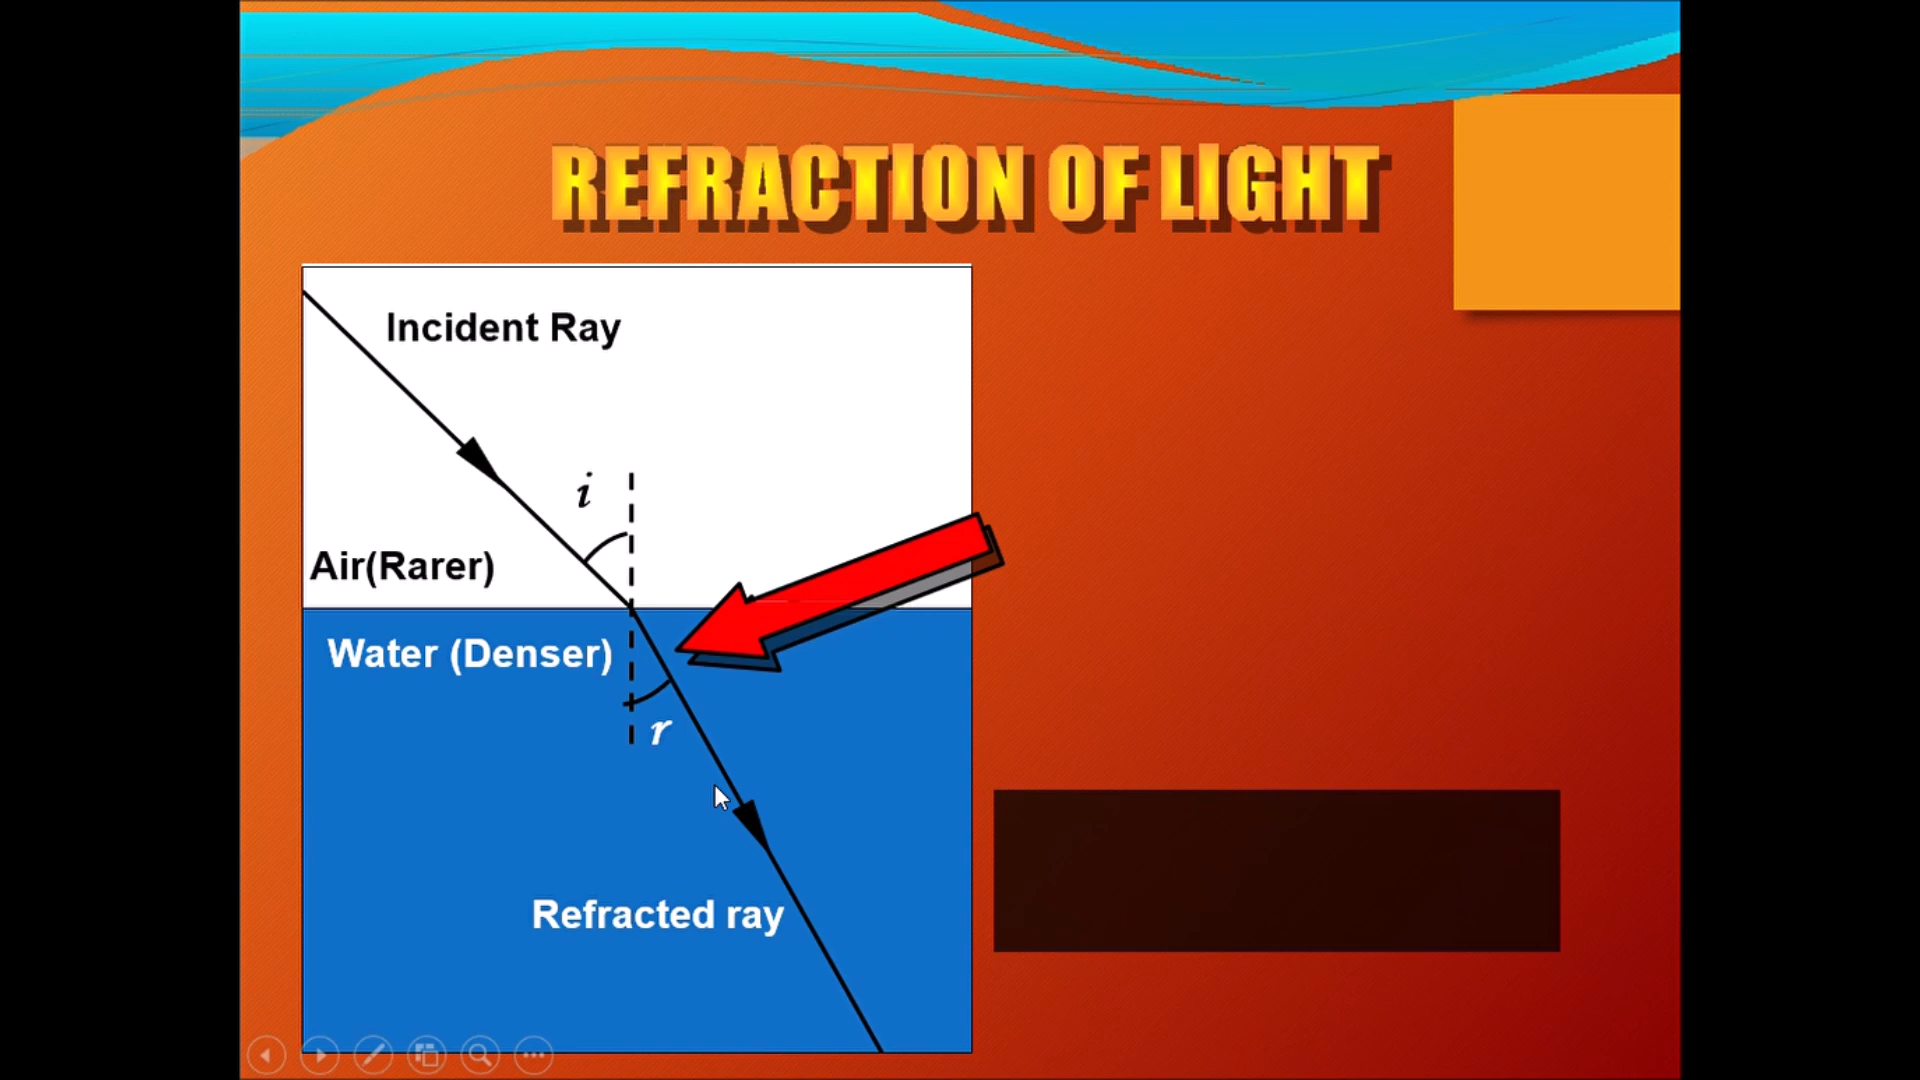 REFRACTION OF LIGHT
Incident Ray
i
Air(Rarer)
Water (Denser)
r
Refracted ray